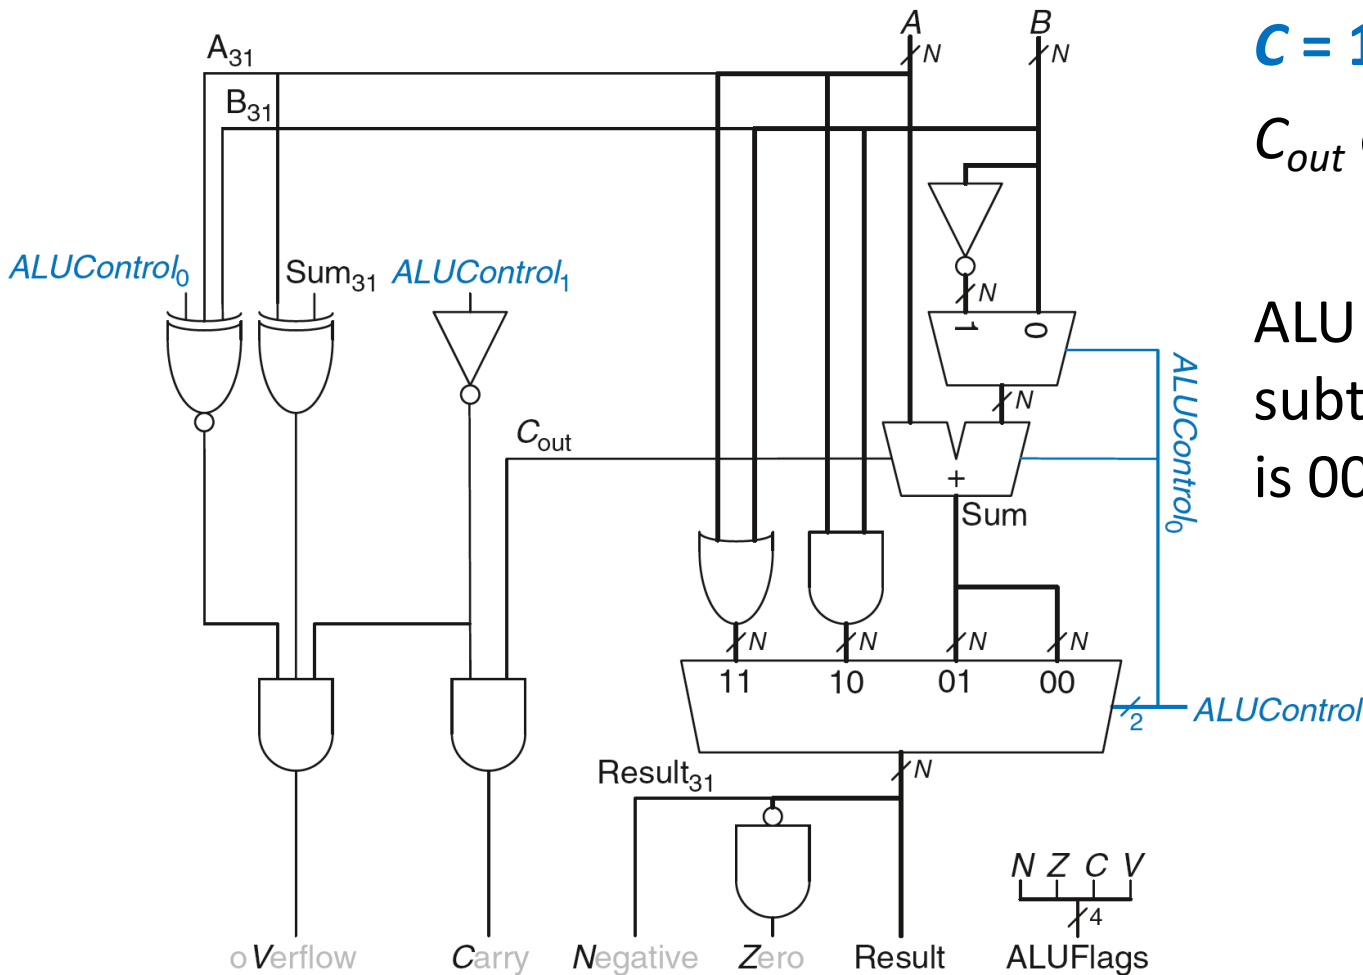 A
B
N
N
C = 1
A31
B31
Cout
ALUControl0
Sum31
ALUControl1
N
1
0
ALU
ALUControl0
subt
N
Cout
is 00
+
Sum
N
N
N
N
11
10
01
00
2
ALUControl
N
Result31
N Z C V
4
oVerflow
Carry
Negative
Zero
Result
ALUFlags